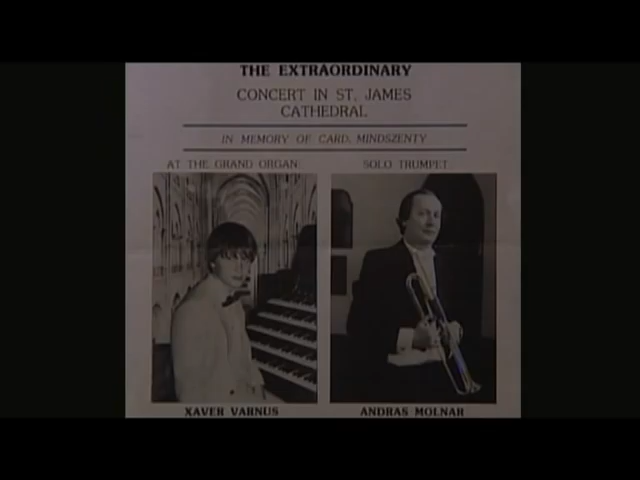 THE EXTRAORDINARY
CONCERT IN ST. JAMES
CATHEDRAL
IN MEMORY OF CARD. MINDSZENTY
AT THE GRAND ORGAN:
SOLO TRUMPET
XAVER VARNUS
ANDRAS MOLNAR